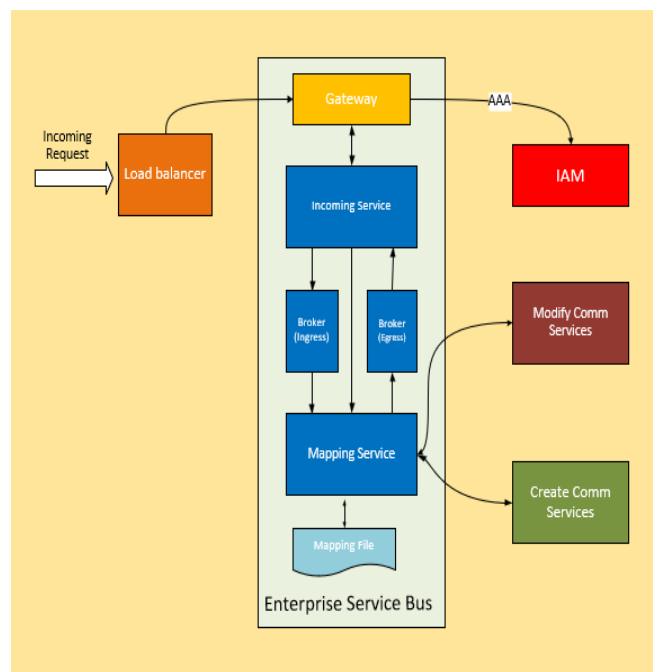 Gateway
AAA
Incoming
Request
Load balancer
IAM
Incoming Service
Broker
(Ingress)
Broker
(Egress)
Modify Comm
Services
Mapping Service
Create Comm
Services
Mapping File
Enterprise Service Bus